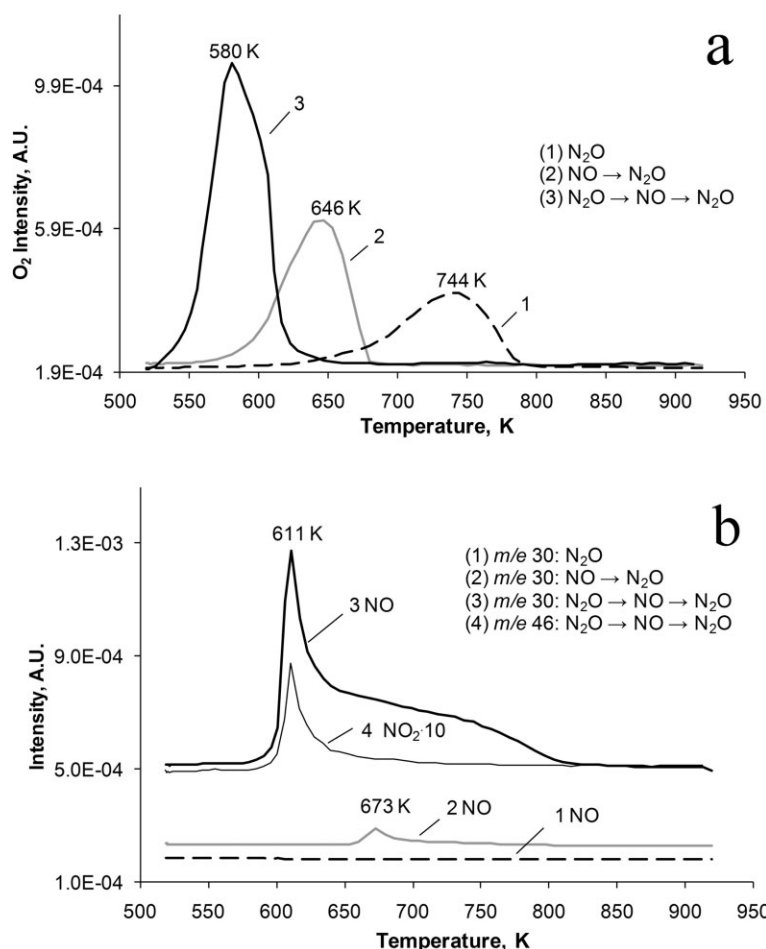 a
580 K
9.9E-04
3
(1) N₂O
(2) NO → N₂O
(3) N₂O → NO → N₂O
O₂ Intensity, A.U.
646 K
5.9E-04
2
744 K
1
1.9E-04
500 550 600 650 700 750 800 850 900 950
Temperature, K
b
611 K
1.3E-03
(1) m/e 30: N₂O
(2) m/e 30: NO → N₂O
(3) m/e 30: N₂O → NO → N₂O
(4) m/e 46: N₂O → NO → N₂O
3 NO
9.0E-04
Intensity, A.U.
4 NO₂·10
5.0E-04
673 K
2 NO
1 NO
1.0E-04
500 550 600 650 700 750 800 850 900 950
Temperature, K